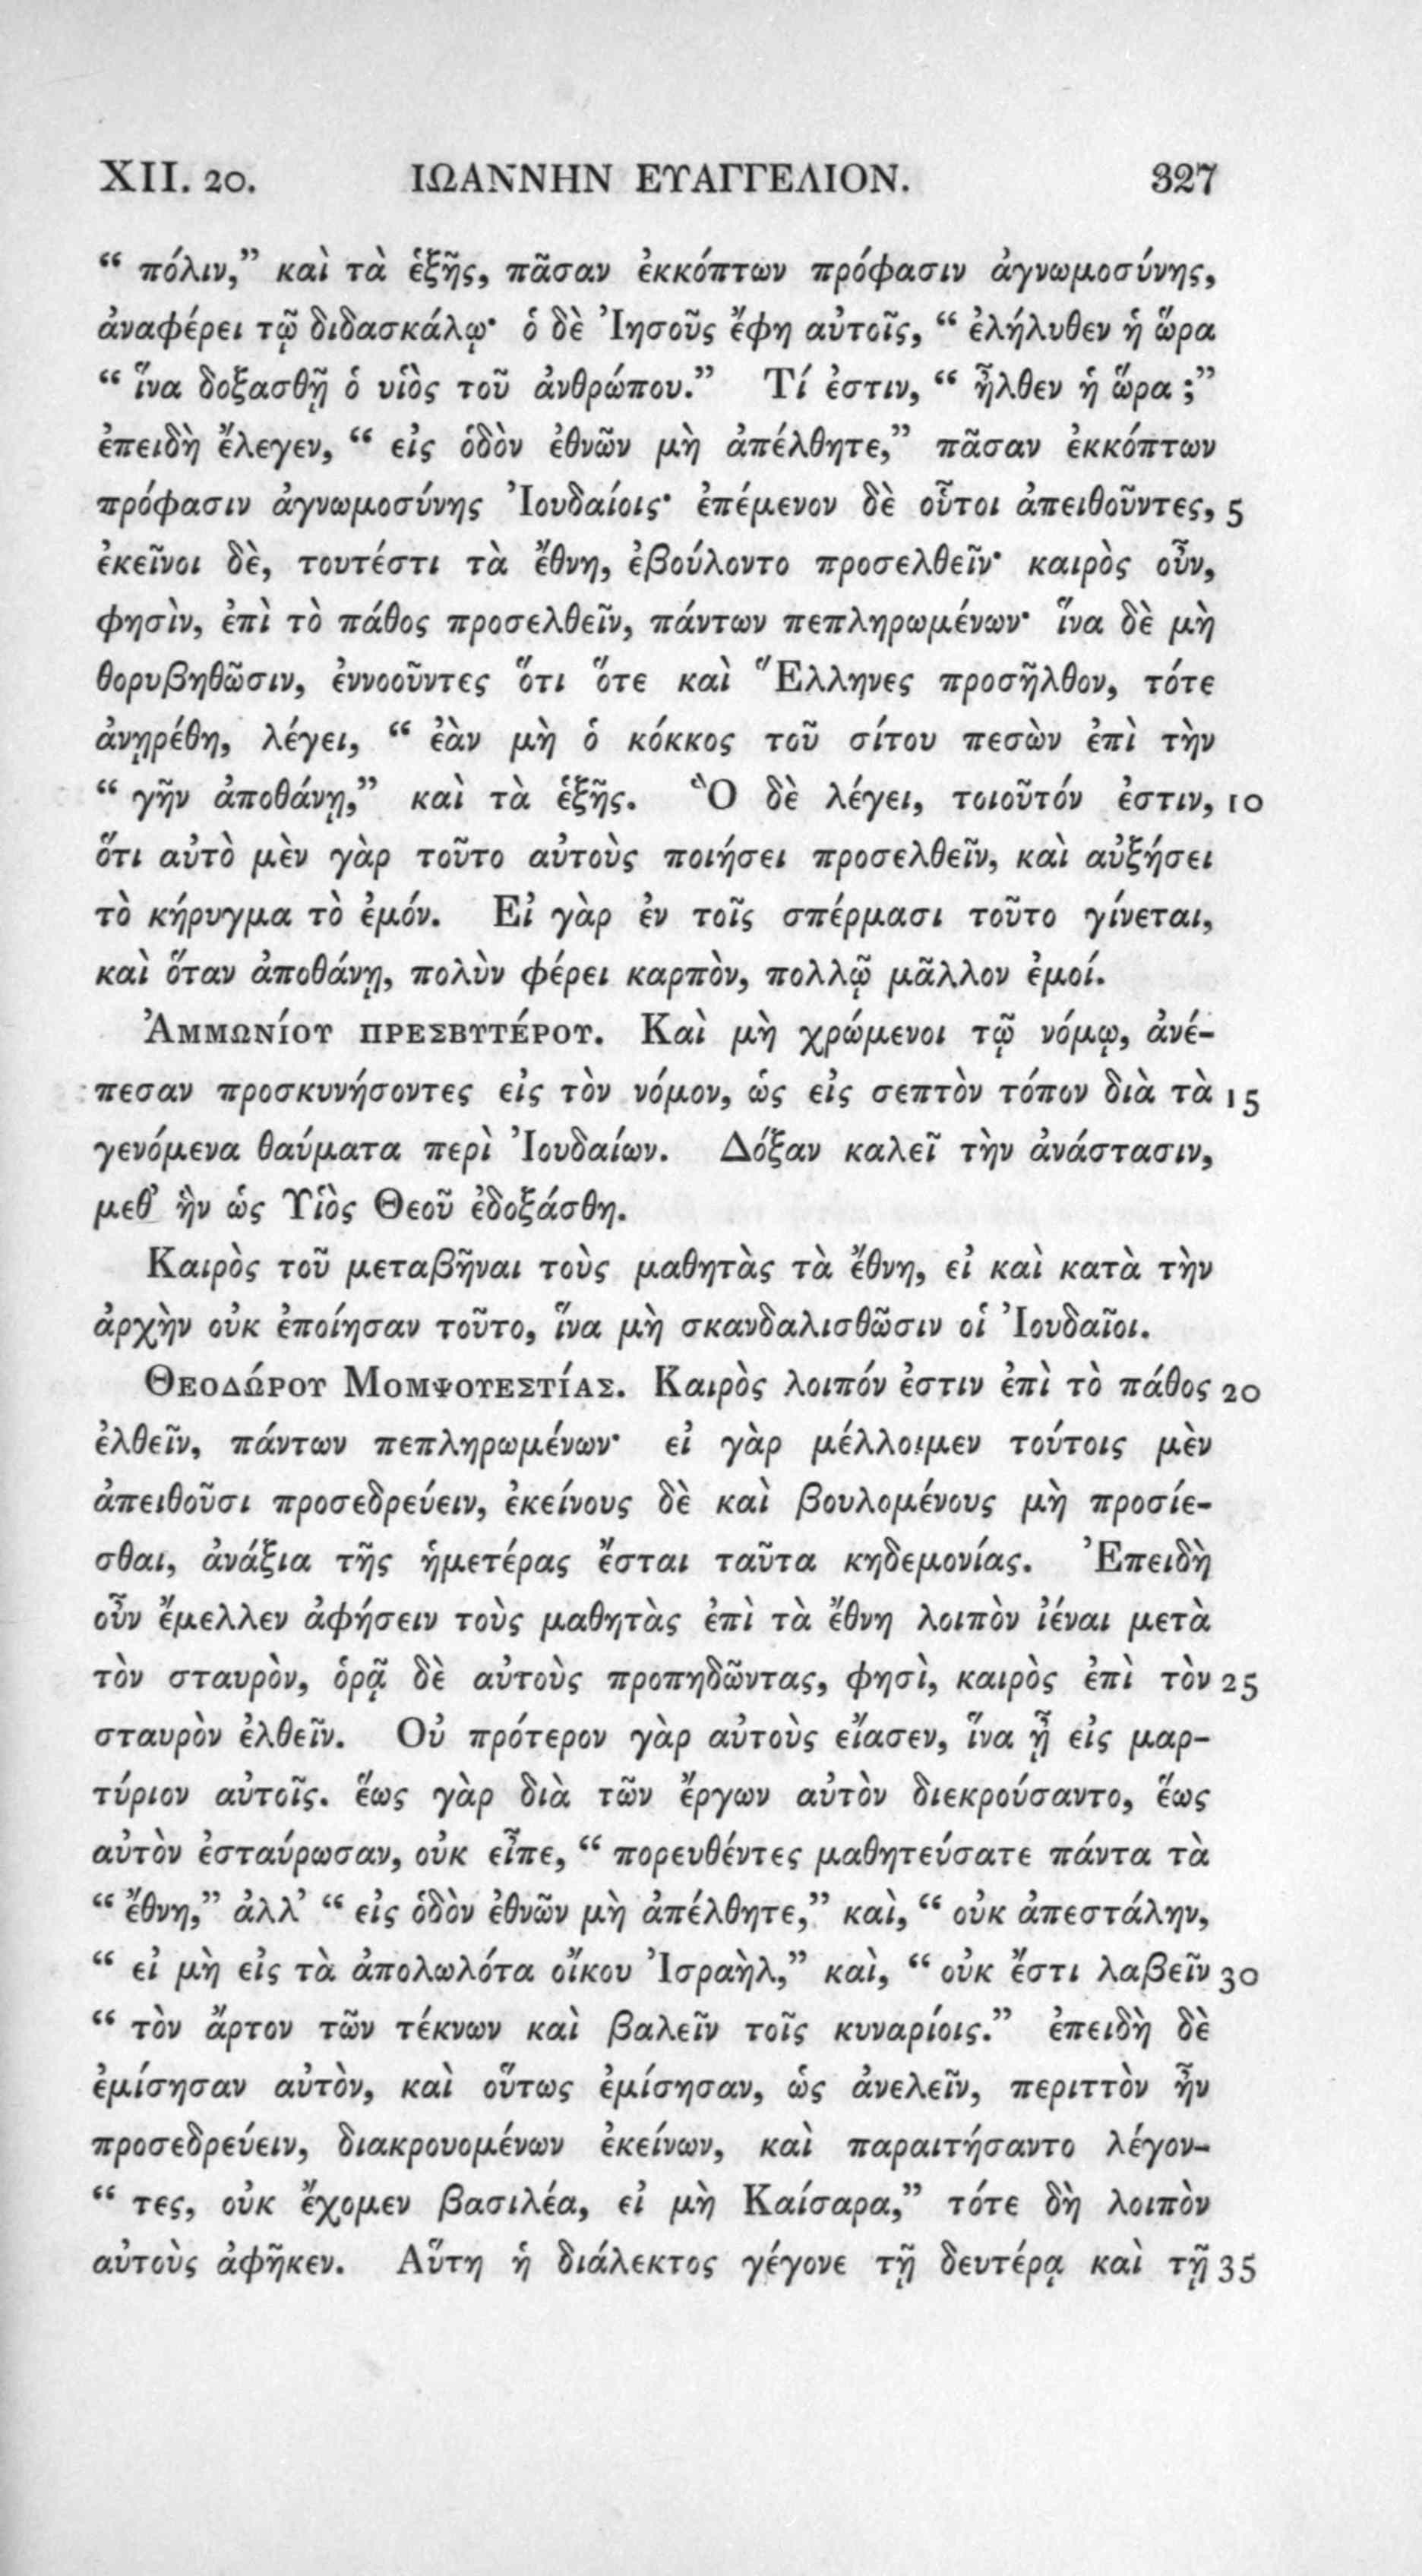 XII. 20. ΙΩΑΝΝΗΝ ΕΥΑΓΓΕΛΙΟΝ. 327
“ πόλιν,” καὶ τὰ ἑξῆς, πᾶσαν ἐκκόπτων πρόφασιν ἀγνωμοσύνης,
ἀναφέρει τῷ διδασκάλῳ· ὁ δὲ Ἰησοῦς ἔφη αὐτοῖς, “ ἐλήλυθεν ἡ ὥρα
“ ἵνα δοξασθῇ ὁ υἱὸς τοῦ ἀνθρώπου.” Τί ἐστιν, “ ἦλθεν ἡ ὥρα ;”
ἐπειδὴ ἔλεγεν, “ εἰς ὁδὸν ἐθνῶν μὴ ἀπέλθητε,” πᾶσαν ἐκκόπτων
πρόφασιν ἀγνωμοσύνης Ἰουδαίοις· ἐπέμενον δὲ οὗτοι ἀπειθοῦντες, 5
ἐκεῖνοι δὲ, τουτέστι τὰ ἔθνη, ἐβούλοντο προσελθεῖν· καιρὸς οὖν,
φησὶν, ἐπὶ τὸ πάθος προσελθεῖν, πάντων πεπληρωμένων· ἵνα δὲ μὴ
θορυβηθῶσιν, ἐννοοῦντες ὅτι ὅτε καὶ Ἕλληνες προσῆλθον, τότε
ἀνῃρέθη, λέγει, “ ἐὰν μὴ ὁ κόκκος τοῦ σίτου πεσὼν ἐπὶ τὴν
“ γῆν ἀποθάνῃ,” καὶ τὰ ἑξῆς. Ὃ δὲ λέγει, τοιοῦτόν ἐστιν, 10
ὅτι αὐτὸ μὲν γὰρ τοῦτο αὐτοὺς ποιήσει προσελθεῖν, καὶ αὐξήσει
τὸ κήρυγμα τὸ ἐμόν. Εἰ γὰρ ἐν τοῖς σπέρμασι τοῦτο γίνεται,
καὶ ὅταν ἀποθάνῃ, πολὺν φέρει καρπὸν, πολλῷ μᾶλλον ἐμοί.
Ἀμμωνίου πρεσβυτέρου. Καὶ μὴ χρώμενοι τῷ νόμῳ, ἀνέ-
πεσαν προσκυνήσοντες εἰς τὸν νόμον, ὡς εἰς σεπτὸν τόπον διὰ τὰ 15
γενόμενα θαύματα περὶ Ἰουδαίων. Δόξαν καλεῖ τὴν ἀνάστασιν,
μεθ’ ἣν ὡς Υἱὸς Θεοῦ ἐδοξάσθη.
Καιρὸς τοῦ μεταβῆναι τοὺς μαθητὰς τὰ ἔθνη, εἰ καὶ κατὰ τὴν
ἀρχὴν οὐκ ἐποίησαν τοῦτο, ἵνα μὴ σκανδαλισθῶσιν οἱ Ἰουδαῖοι.
Θεοδώρου Μομψουεστίας. Καιρὸς λοιπόν ἐστιν ἐπὶ τὸ πάθος 20
ἐλθεῖν, πάντων πεπληρωμένων· εἰ γὰρ μέλλοιμεν τούτοις μὲν
ἀπειθοῦσι προσεδρεύειν, ἐκείνους δὲ καὶ βουλομένους μὴ προσίε-
σθαι, ἀνάξια τῆς ἡμετέρας ἔσται ταῦτα κηδεμονίας. Ἐπειδὴ
οὖν ἔμελλεν ἀφήσειν τοὺς μαθητὰς ἐπὶ τὰ ἔθνη λοιπὸν ἰέναι μετὰ
τὸν σταυρὸν, ὁρᾷ δὲ αὐτοὺς προπηδῶντας, φησὶ, καιρὸς ἐπὶ τὸν 25
σταυρὸν ἐλθεῖν. Οὐ πρότερον γὰρ αὐτοὺς εἴασεν, ἵνα ᾖ εἰς μαρ-
τύριον αὐτοῖς. ἕως γὰρ διὰ τῶν ἔργων αὐτὸν διεκρούσαντο, ἕως
αὐτὸν ἐσταύρωσαν, οὐκ εἶπε, “ πορευθέντες μαθητεύσατε πάντα τὰ
“ ἔθνη,” ἀλλ’ “ εἰς ὁδὸν ἐθνῶν μὴ ἀπέλθητε,” καὶ, “ οὐκ ἀπεστάλην,
“ εἰ μὴ εἰς τὰ ἀπολωλότα οἴκου Ἰσραὴλ,” καὶ, “ οὐκ ἔστι λαβεῖν 30
“ τὸν ἄρτον τῶν τέκνων καὶ βαλεῖν τοῖς κυναρίοις.” ἐπειδὴ δὲ
ἐμίσησαν αὐτὸν, καὶ οὕτως ἐμίσησαν, ὡς ἀνελεῖν, περιττὸν ἦν
προσεδρεύειν, διακρουομένων ἐκείνων, καὶ παραιτήσαντο λέγον-
“ τες, οὐκ ἔχομεν βασιλέα, εἰ μὴ Καίσαρα,” τότε δὴ λοιπὸν
αὐτοὺς ἀφῆκεν. Αὕτη ἡ διάλεκτος γέγονε τῇ δευτέρᾳ καὶ τῇ 35